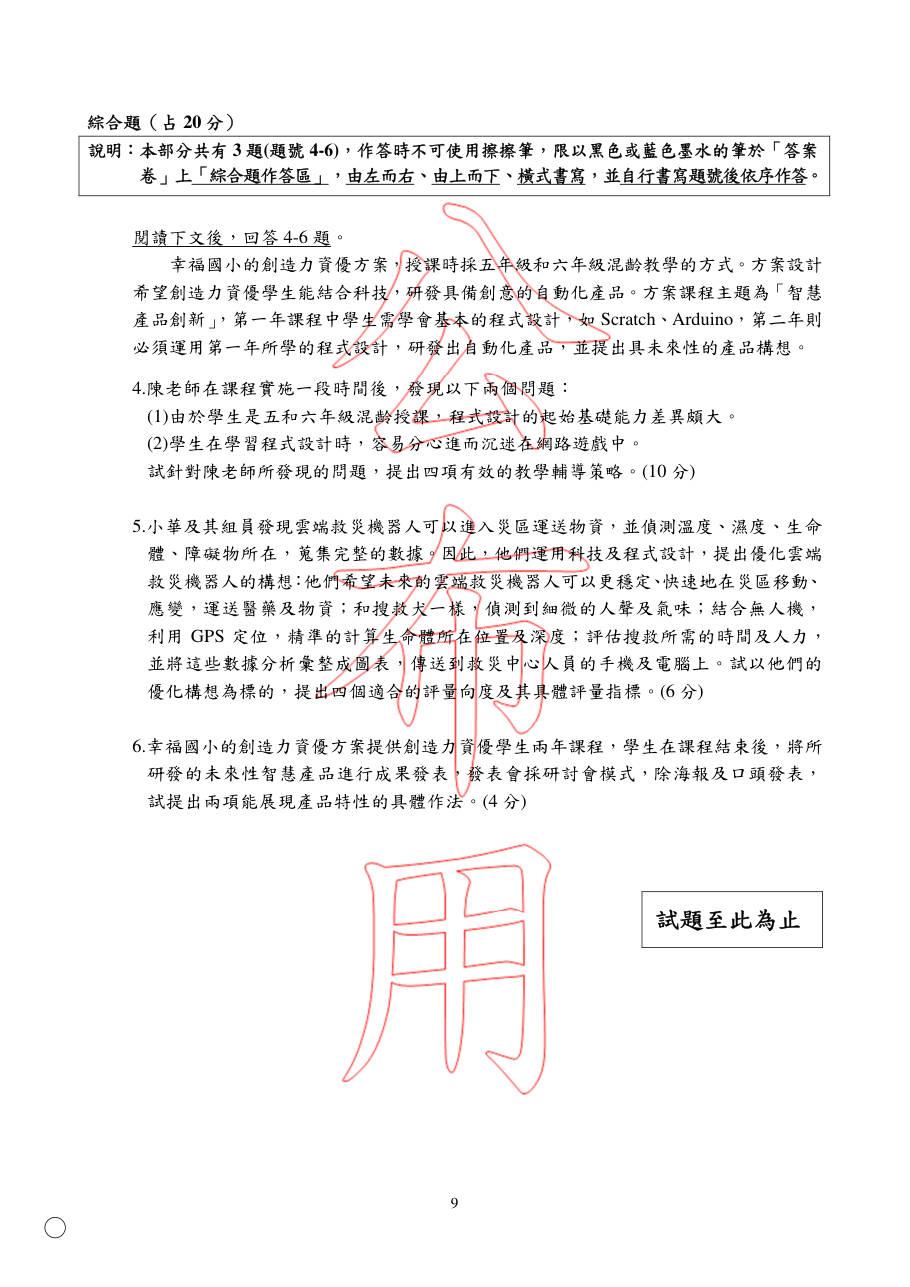 綜合題（占 20 分）
說明：本部分共有 3 題(題號 4-6)，作答時不可使用擦擦筆，限以黑色或藍色墨水的筆於「答案
卷」上「綜合題作答區」，由左而右、由上而下、橫式書寫，並自行書寫題號後依序作答。
閱讀下文後，回答 4-6 題。
幸福國小的創造力資優方案，授課時採五年級和六年級混齡教學的方式。方案設計
希望創造力資優學生能結合科技，研發具備創意的自動化產品。方案課程主題為「智慧
產品創新」，第一年課程中學生需學會基本的程式設計，如 Scratch、Arduino，第二年則
必須運用第一年所學的程式設計，研發出自動化產品，並提出具未來性的產品構想。
4.陳老師在課程實施一段時間後，發現以下兩個問題：
(1)由於學生是五和六年級混齡授課，程式設計的起始基礎能力差異頗大。
(2)學生在學習程式設計時，容易分心進而沉迷在網路遊戲中。
試針對陳老師所發現的問題，提出四項有效的教學輔導策略。(10 分)
5.小華及其組員發現雲端救災機器人可以進入災區運送物資，並偵測溫度、濕度、生命
體、障礙物所在，蒐集完整的數據。因此，他們運用科技及程式設計，提出優化雲端
救災機器人的構想：他們希望未來的雲端救災機器人可以更穩定、快速地在災區移動、
應變，運送醫藥及物資；和搜救犬一樣，偵測到細微的人聲及氣味；結合無人機，
利用 GPS 定位，精準的計算生命體所在位置及深度；評估搜救所需的時間及人力，
並將這些數據分析彙整成圖表，傳送到救災中心人員的手機及電腦上。試以他們的
優化構想為標的，提出四個適合的評量向度及其具體評量指標。(6 分)
6.幸福國小的創造力資優方案提供創造力資優學生兩年課程，學生在課程結束後，將所
研發的未來性智慧產品進行成果發表，發表會採研討會模式，除海報及口頭發表，
試提出兩項能展現產品特性的具體作法。(4 分)
試題至此為止
公布用
9